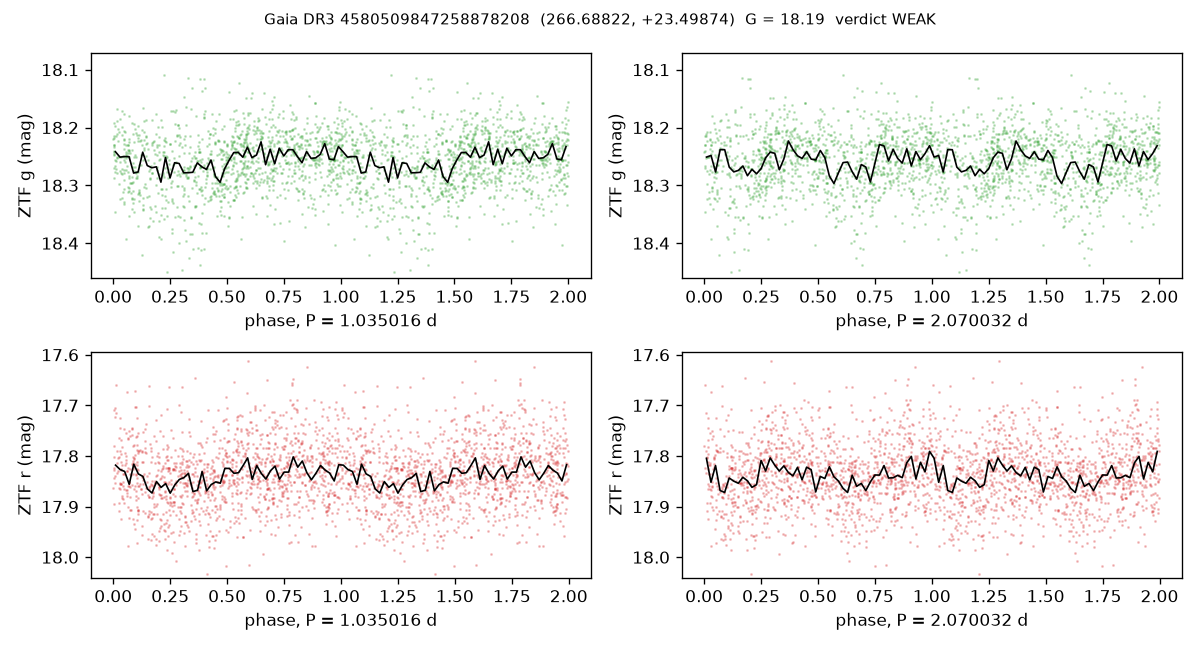 Gaia DR3 4580509847258878208  (266.68822, +23.49874)  G = 18.19  verdict WEAK
ZTF g (mag)
18.1
18.2
18.3
18.4
0.00 0.25 0.50 0.75 1.00 1.25 1.50 1.75 2.00
phase, P = 1.035016 d
ZTF g (mag)
18.1
18.2
18.3
18.4
0.00 0.25 0.50 0.75 1.00 1.25 1.50 1.75 2.00
phase, P = 2.070032 d
ZTF r (mag)
17.6
17.7
17.8
17.9
18.0
0.00 0.25 0.50 0.75 1.00 1.25 1.50 1.75 2.00
phase, P = 1.035016 d
ZTF r (mag)
17.6
17.7
17.8
17.9
18.0
0.00 0.25 0.50 0.75 1.00 1.25 1.50 1.75 2.00
phase, P = 2.070032 d